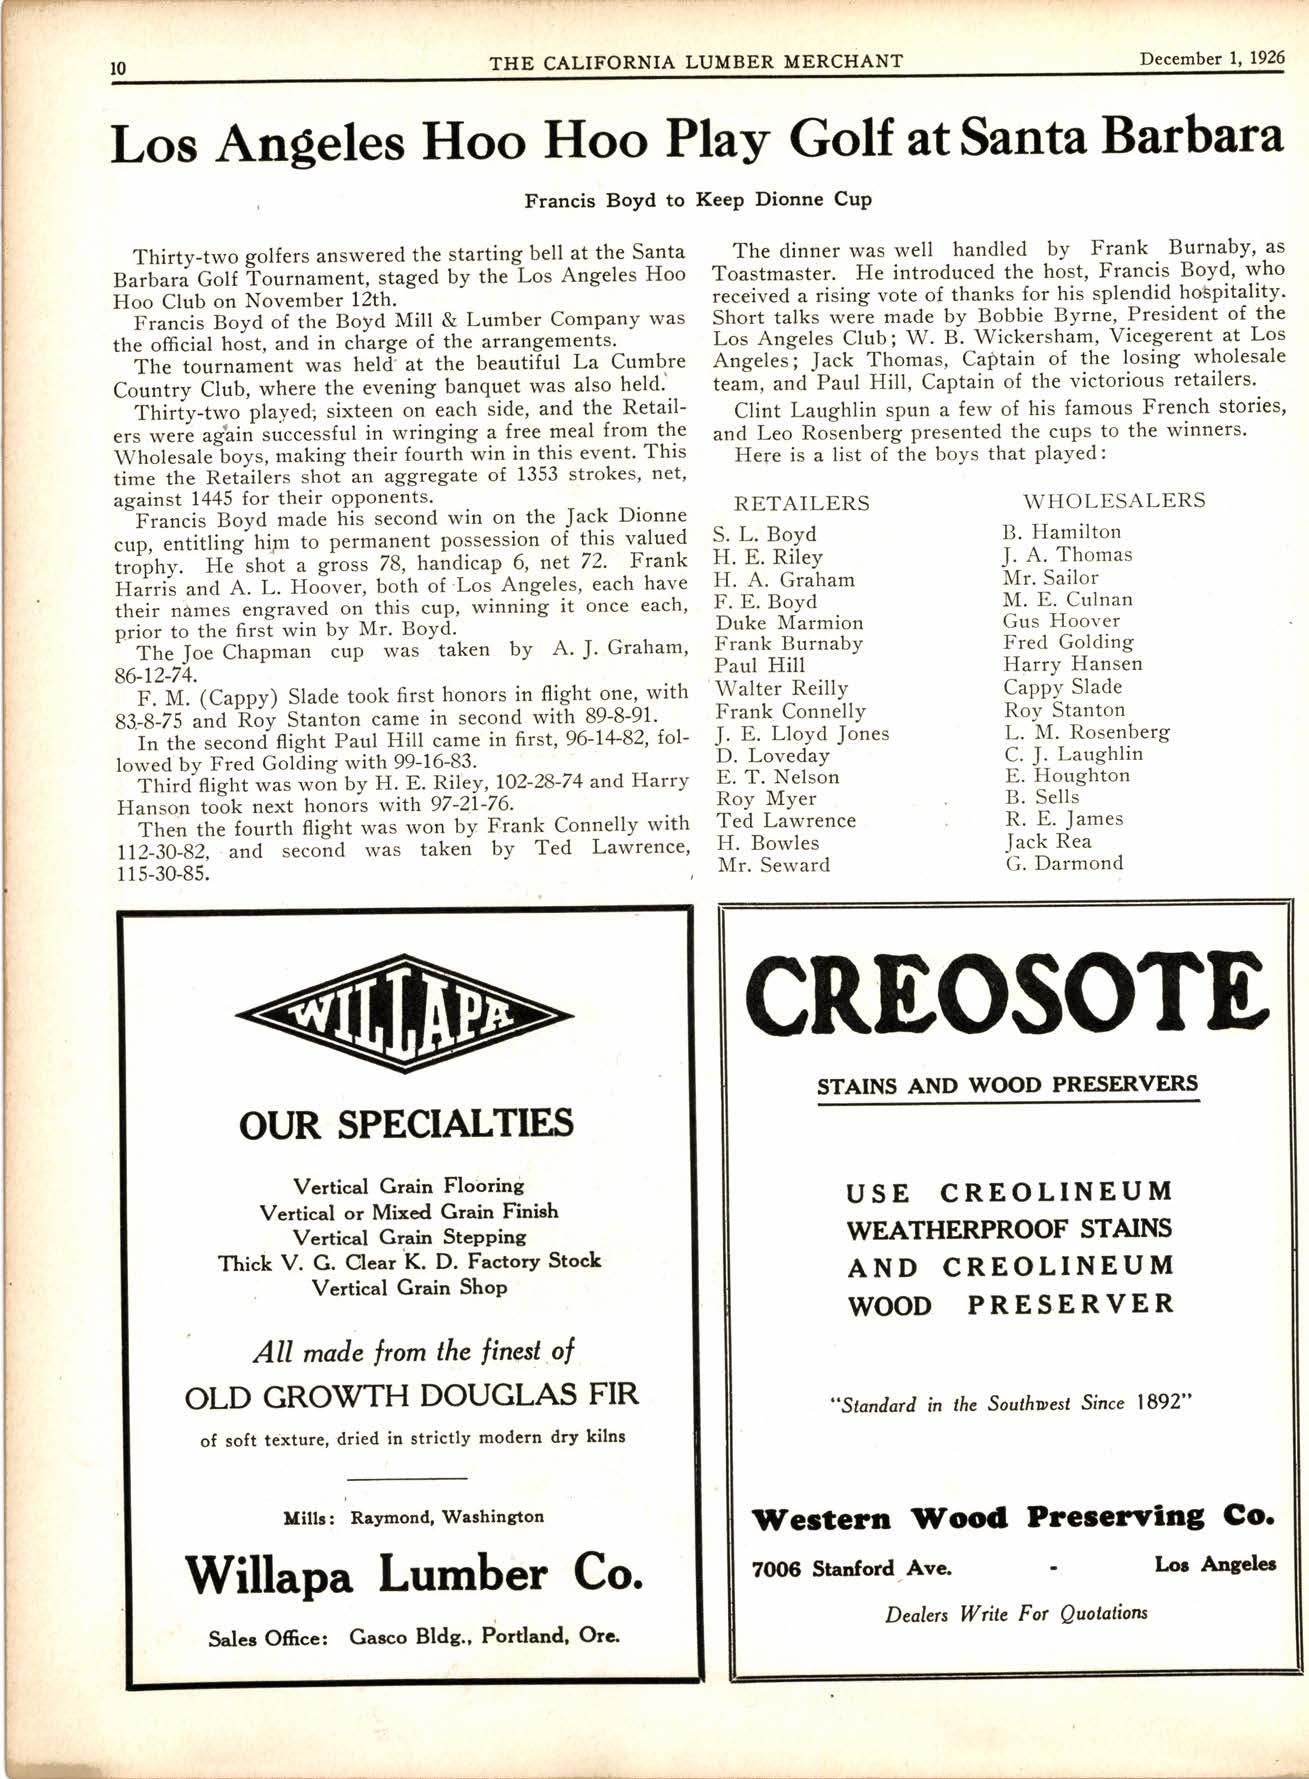 10
THE CALIFORNIA LUMBER MERCHANT
December 1, 1926
Los Angeles Hoo Hoo Play Golf at Santa Barbara
Francis Boyd to Keep Dionne Cup
Thirty-two golfers answered the starting bell at the Santa
Barbara Golf Tournament, staged by the Los Angeles Hoo
Hoo Club on November 12th.
Francis Boyd of the Boyd Mill & Lumber Company was
the official host, and in charge of the arrangements.
The tournament was held at the beautiful La Cumbre
Country Club, where the evening banquet was also held.
Thirty-two played; sixteen on each side, and the Retail-
ers were again successful in wringing a free meal from the
Wholesale boys, making their fourth win in this event. This
time the Retailers shot an aggregate of 1353 strokes, net,
against 1445 for their opponents.
Francis Boyd made his second win on the Jack Dionne
cup, entitling him to permanent possession of this valued
trophy. He shot a gross 78, handicap 6, net 72. Frank
Harris and A. L. Hoover, both of Los Angeles, each have
their names engraved on this cup, winning it once each,
prior to the first win by Mr. Boyd.
The Joe Chapman cup was taken by A. J. Graham,
86-12-74.
F. M. (Cappy) Slade took first honors in flight one, with
83-8-75 and Roy Stanton came in second with 89-8-91.
In the second flight Paul Hill came in first, 96-14-82, fol-
lowed by Fred Golding with 99-16-83.
Third flight was won by H. E. Riley, 102-28-74 and Harry
Hanson took next honors with 97-21-76.
Then the fourth flight was won by Frank Connelly with
112-30-82, and second was taken by Ted Lawrence,
115-30-85.
The dinner was well handled by Frank Burnaby, as
Toastmaster. He introduced the host, Francis Boyd, who
received a rising vote of thanks for his splendid hospitality.
Short talks were made by Bobbie Byrne, President of the
Los Angeles Club; W. B. Wickersham, Vicegerent at Los
Angeles; Jack Thomas, Captain of the losing wholesale
team, and Paul Hill, Captain of the victorious retailers.
Clint Laughlin spun a few of his famous French stories,
and Leo Rosenberg presented the cups to the winners.
Here is a list of the boys that played:
RETAILERS
S. L. Boyd
H. E. Riley
H. A. Graham
F. E. Boyd
Duke Marmion
Frank Burnaby
Paul Hill
Walter Reilly
Frank Connelly
J. E. Lloyd Jones
D. Loveday
E. T. Nelson
Roy Myer
Ted Lawrence
H. Bowles
Mr. Seward
WHOLESALERS
B. Hamilton
J. A. Thomas
Mr. Sailor
M. E. Culnan
Gus Hoover
Fred Golding
Harry Hansen
Cappy Slade
Roy Stanton
L. M. Rosenberg
C. J. Laughlin
E. Houghton
B. Sells
R. E. James
Jack Rea
G. Darmond
WILLAPA
OUR SPECIALTIES
Vertical Grain Flooring
Vertical or Mixed Grain Finish
Vertical Grain Stepping
Thick V. G. Clear K. D. Factory Stock
Vertical Grain Shop
All made from the finest of
OLD GROWTH DOUGLAS FIR
of soft texture, dried in strictly modern dry kilns
Mills: Raymond, Washington
Willapa Lumber Co.
Sales Office: Gasco Bldg., Portland, Ore.
CREOSOTE
STAINS AND WOOD PRESERVERS
USE CREOLINEUM
WEATHERPROOF STAINS
AND CREOLINEUM
WOOD PRESERVER
"Standard in the Southwest Since 1892"
Western Wood Preserving Co.
7006 Stanford Ave. - Los Angeles
Dealers Write For Quotations